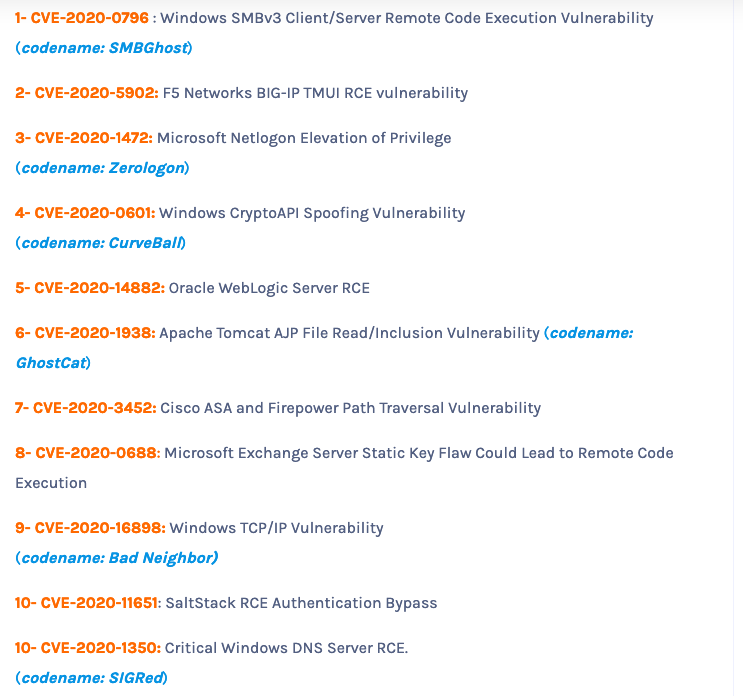 1- CVE-2020-0796 : Windows SMBv3 Client/Server Remote Code Execution Vulnerability
(codename: SMBGhost)
2- CVE-2020-5902: F5 Networks BIG-IP TMUI RCE vulnerability
3- CVE-2020-1472: Microsoft Netlogon Elevation of Privilege
(codename: Zerologon)
4- CVE-2020-0601: Windows CryptoAPI Spoofing Vulnerability
(codename: CurveBall)
5- CVE-2020-14882: Oracle WebLogic Server RCE
6- CVE-2020-1938: Apache Tomcat AJP File Read/Inclusion Vulnerability (codename:
GhostCat)
7- CVE-2020-3452: Cisco ASA and Firepower Path Traversal Vulnerability
8- CVE-2020-0688: Microsoft Exchange Server Static Key Flaw Could Lead to Remote Code
Execution
9- CVE-2020-16898: Windows TCP/IP Vulnerability
(codename: Bad Neighbor)
10- CVE-2020-11651: SaltStack RCE Authentication Bypass
10- CVE-2020-1350: Critical Windows DNS Server RCE.
(codename: SIGRed)